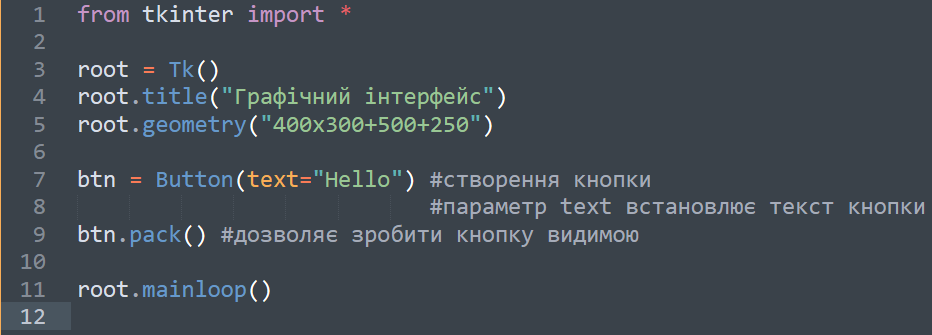 1 from tkinter import *
2
3 root = Tk()
4 root.title("Графічний інтерфейс")
5 root.geometry("400x300+500+250")
6
7 btn = Button(text="Hello") #створення кнопки
8 #параметр text встановлює текст кнопки
9 btn.pack() #дозволяє зробити кнопку видимою
10
11 root.mainloop()
12